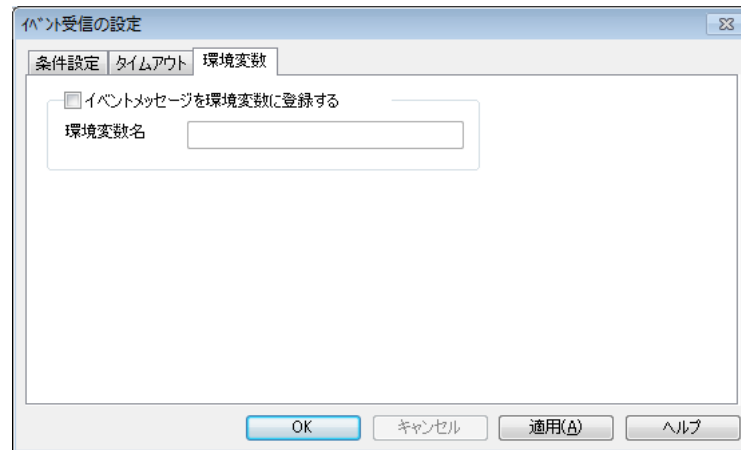 ｲﾍﾞﾝﾄ受信の設定
条件設定 タイムアウト 環境変数
イベントメッセージを環境変数に登録する
環境変数名
OK キャンセル 適用(A) ヘルプ